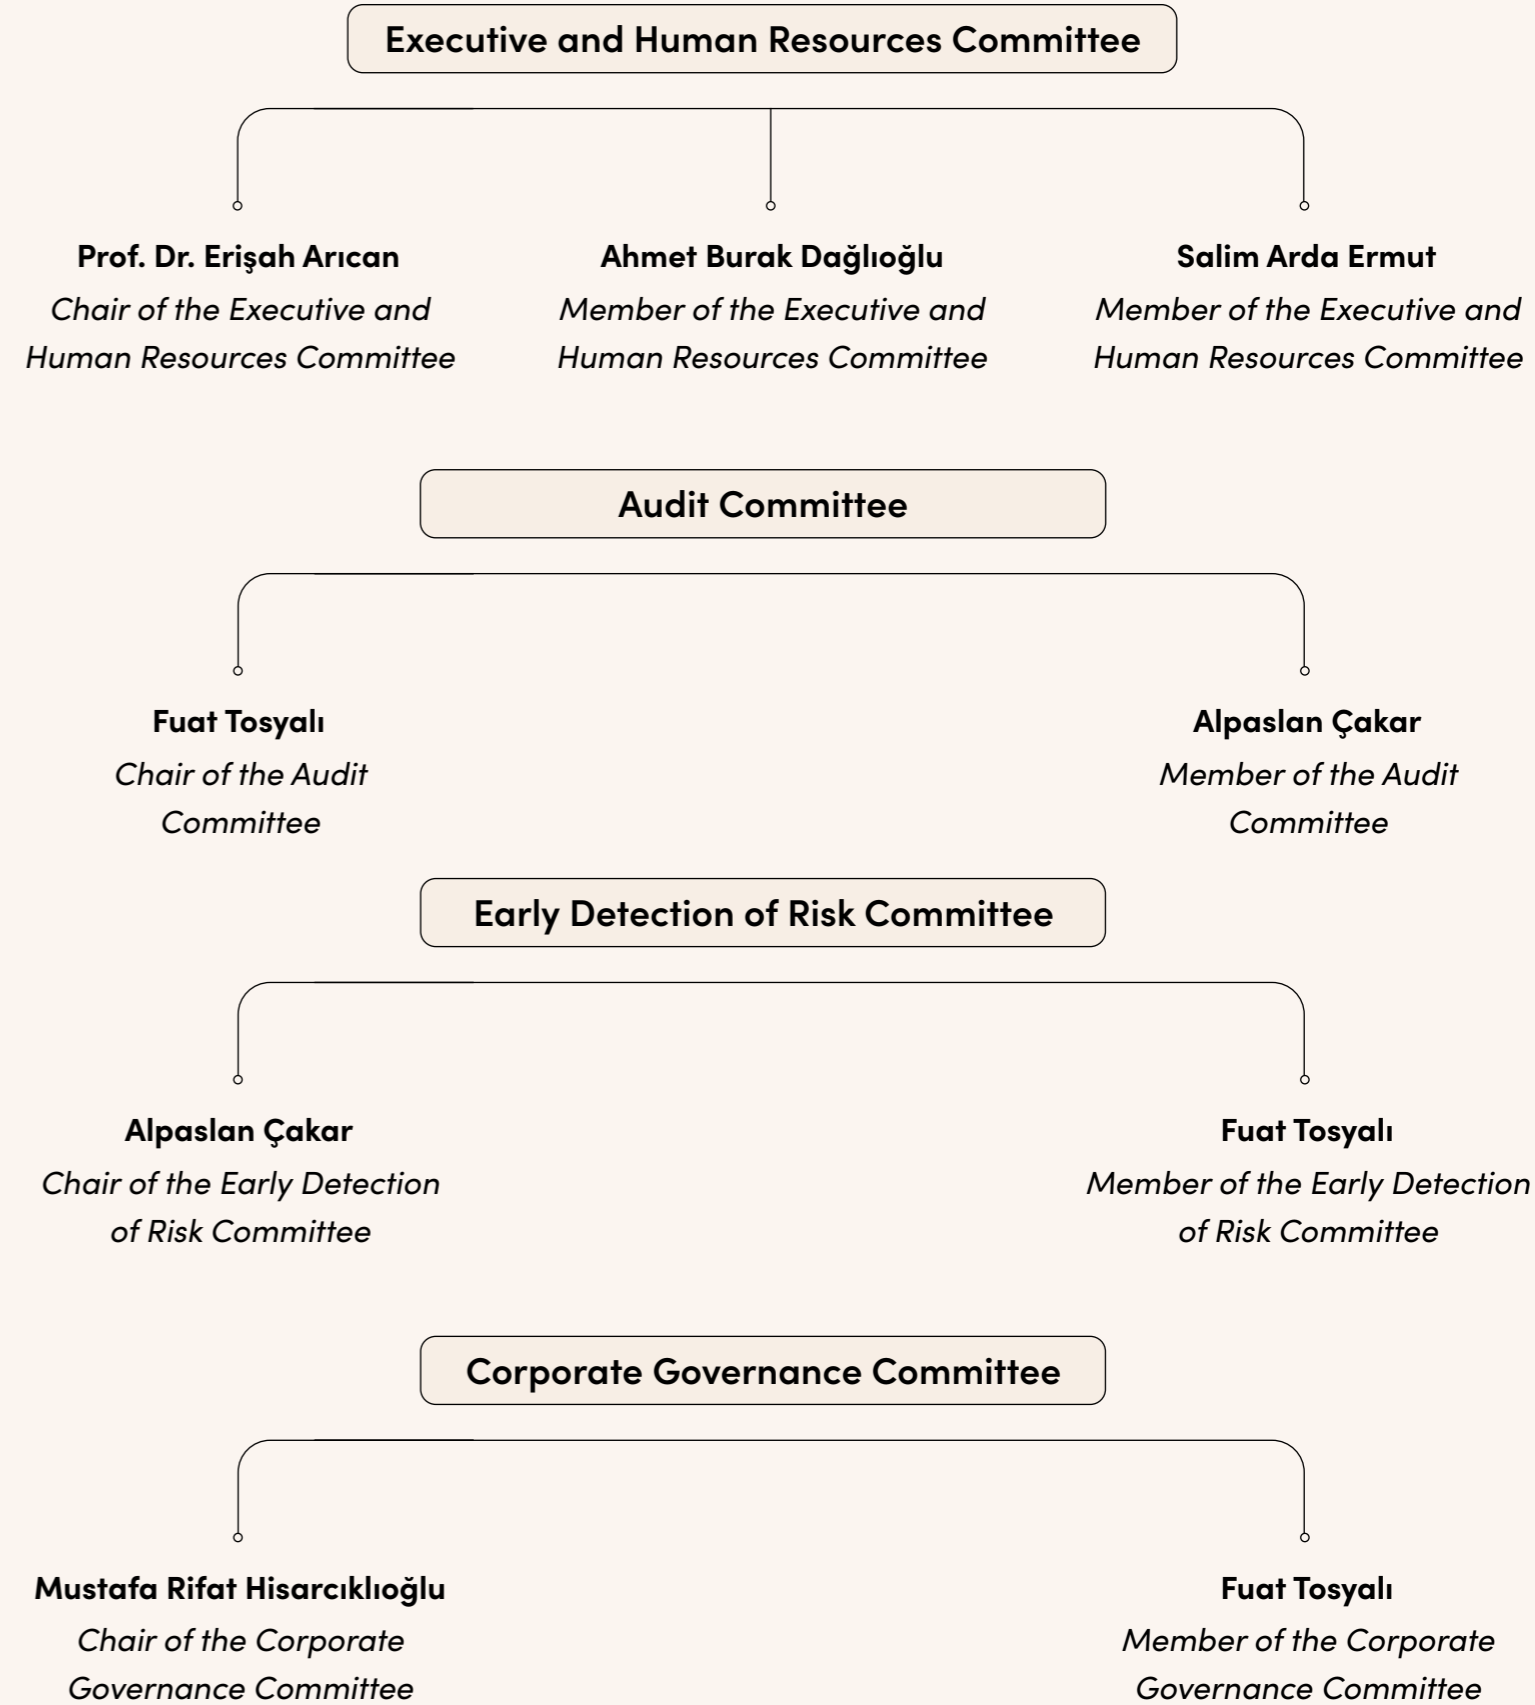 Executive and Human Resources Committee
Prof. Dr. Erişah Arıcan
Chair of the Executive and
Human Resources Committee
Ahmet Burak Dağlıoğlu
Member of the Executive and
Human Resources Committee
Salim Arda Ermut
Member of the Executive and
Human Resources Committee
Audit Committee
Fuat Tosyalı
Chair of the Audit
Committee
Alpaslan Çakar
Member of the Audit
Committee
Early Detection of Risk Committee
Alpaslan Çakar
Chair of the Early Detection
of Risk Committee
Fuat Tosyalı
Member of the Early Detection
of Risk Committee
Corporate Governance Committee
Mustafa Rifat Hisarcıklıoğlu
Chair of the Corporate
Governance Committee
Fuat Tosyalı
Member of the Corporate
Governance Committee